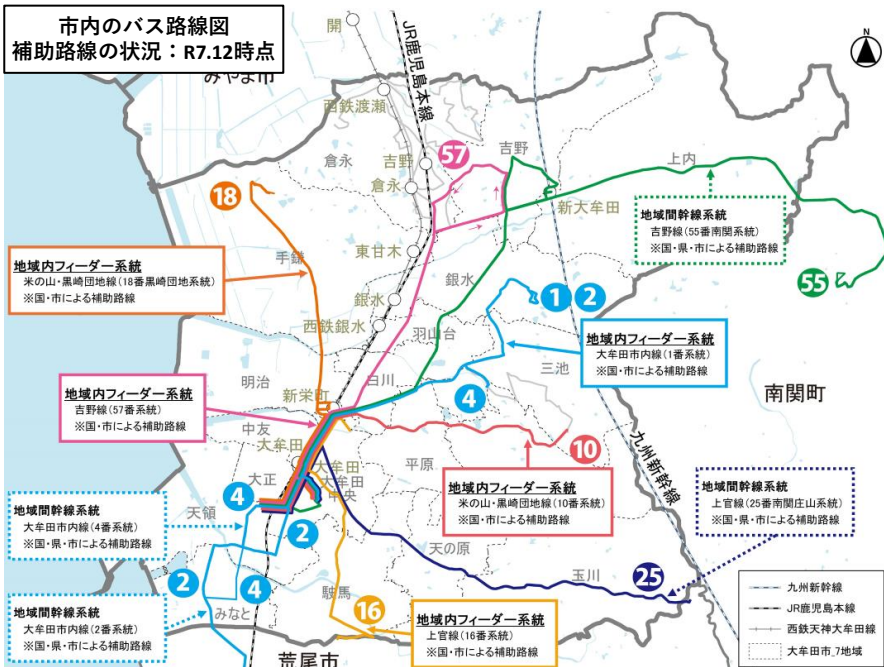 市内のバス路線図
補助路線の状況：R7.12時点
みやま市
開
JR鹿児島本線
N
西鉄渡瀬
倉永
吉野
57
吉野
上内
倉永
18
新大牟田
地域間幹線系統
吉野線(55番南関系統)
※国・県・市による補助路線
東甘木
手鎌
地域内フィーダー系統
米の山・黒崎団地線(18番黒崎団地系統)
※国・市による補助路線
55
銀水
銀水
1 2
西鉄銀水
羽山台
地域内フィーダー系統
大牟田市内線(1番系統)
※国・市による補助路線
三池
明治
白川
4
南関町
地域内フィーダー系統
吉野線(57番系統)
※国・市による補助路線
新栄町
中友
10
九州新幹線
大牟田
大牟田
大牟田
中央
平原
大正
地域内フィーダー系統
米の山・黒崎団地線(10番系統)
※国・市による補助路線
地域間幹線系統
上官線(25番南関庄山系統)
※国・県・市による補助路線
4
天領
地域間幹線系統
大牟田市内線(4番系統)
※国・県・市による補助路線
2
天の原
玉川
25
2
4
駛馬
16
みなと
地域間幹線系統
大牟田市内線(2番系統)
※国・県・市による補助路線
地域内フィーダー系統
上官線(16番系統)
※国・市による補助路線
荒尾市
九州新幹線
JR鹿児島本線
西鉄天神大牟田線
大牟田市_7地域